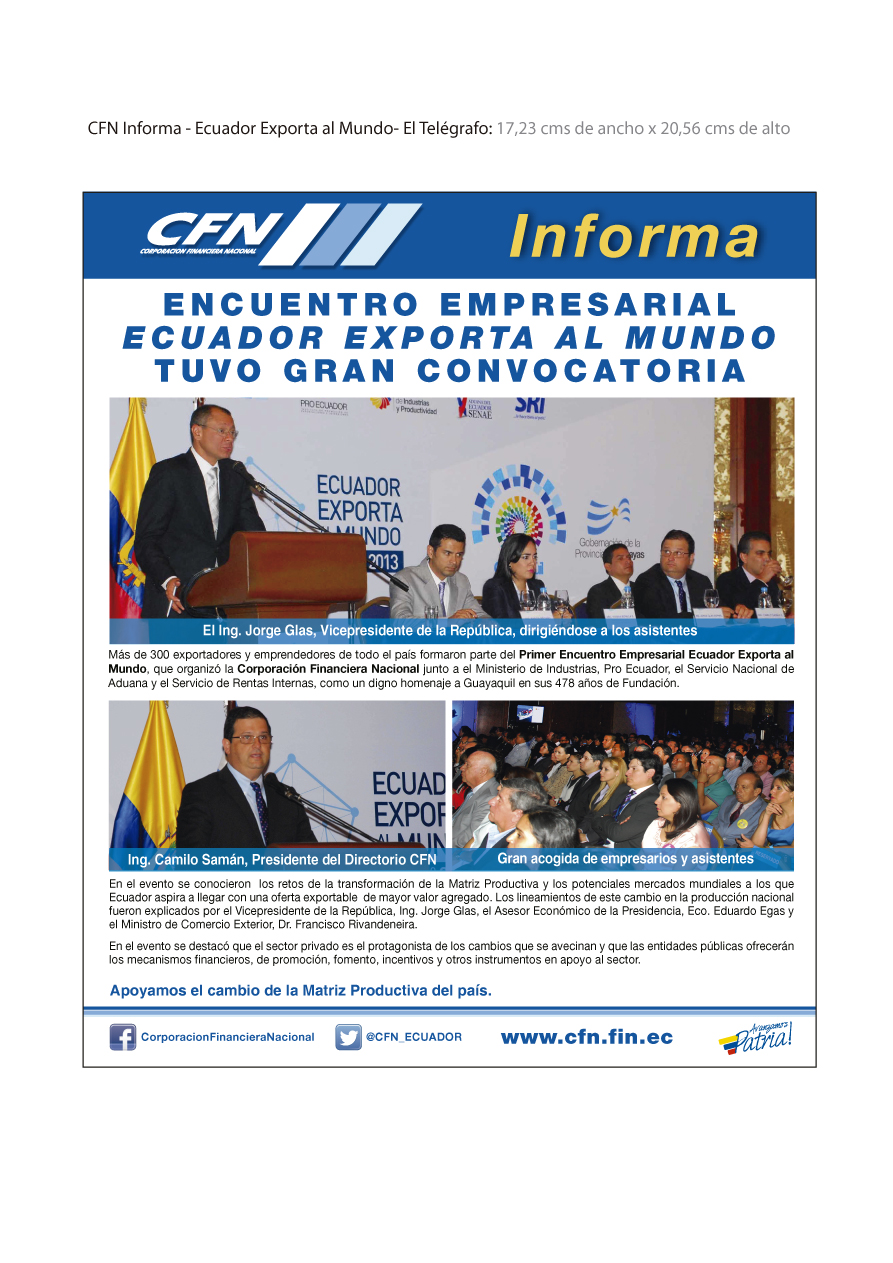 CFN Informa - Ecuador Exporta al Mundo- El Telégrafo: 17,23 cms de ancho x 20,56 cms de alto
CFN
CORPORACION FINANCIERA NACIONAL
Informa
ENCUENTRO EMPRESARIAL
ECUADOR EXPORTA AL MUNDO
TUVO GRAN CONVOCATORIA
PRO ECUADOR
de Industrias
y Productividad
ADUANA DEL
ECUADOR
SENAE
SRI
ECUADOR
EXPORTA
MUNDO
2013
Gobernación de la
Provincia
ayas
El Ing. Jorge Glas, Vicepresidente de la República, dirigiéndose a los asistentes
Más de 300 exportadores y emprendedores de todo el país formaron parte del Primer Encuentro Empresarial Ecuador Exporta al
Mundo, que organizó la Corporación Financiera Nacional junto a el Ministerio de Industrias, Pro Ecuador, el Servicio Nacional de
Aduana y el Servicio de Rentas Internas, como un digno homenaje a Guayaquil en sus 478 años de Fundación.
ECUAD
EXPOR
AL MUN
Ing. Camilo Samán, Presidente del Directorio CFN
Gran acogida de empresarios y asistentes
En el evento se conocieron los retos de la transformación de la Matriz Productiva y los potenciales mercados mundiales a los que
Ecuador aspira a llegar con una oferta exportable de mayor valor agregado. Los lineamientos de este cambio en la producción nacional
fueron explicados por el Vicepresidente de la República, Ing. Jorge Glas, el Asesor Económico de la Presidencia, Eco. Eduardo Egas y
el Ministro de Comercio Exterior, Dr. Francisco Rivandeneira.
En el evento se destacó que el sector privado es el protagonista de los cambios que se avecinan y que las entidades públicas ofrecerán
los mecanismos financieros, de promoción, fomento, incentivos y otros instrumentos en apoyo al sector.
Apoyamos el cambio de la Matriz Productiva del país.
CorporacionFinancieraNacional
@CFN_ECUADOR
www.cfn.fin.ec
Avanzamos
Patria!